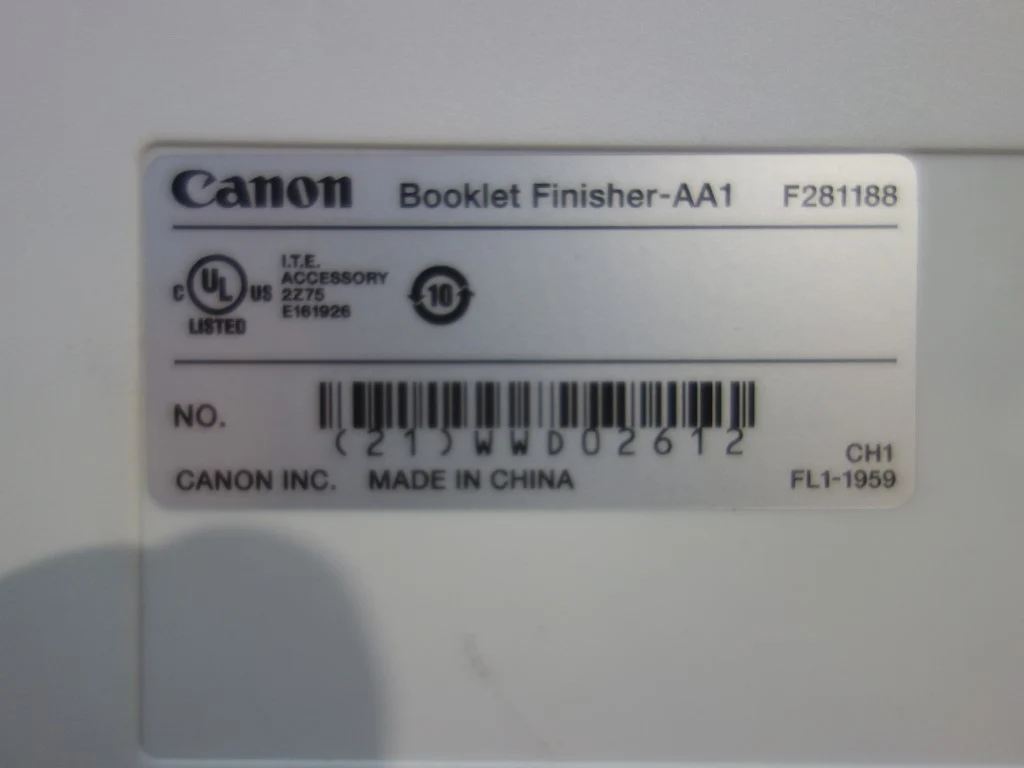 Canon Booklet Finisher-AA1 F281188
C UL US LISTED
I.T.E.
ACCESSORY
2Z75
E161926
10
NO.
(21)WWD02612
CH1
CANON INC. MADE IN CHINA FL1-1959